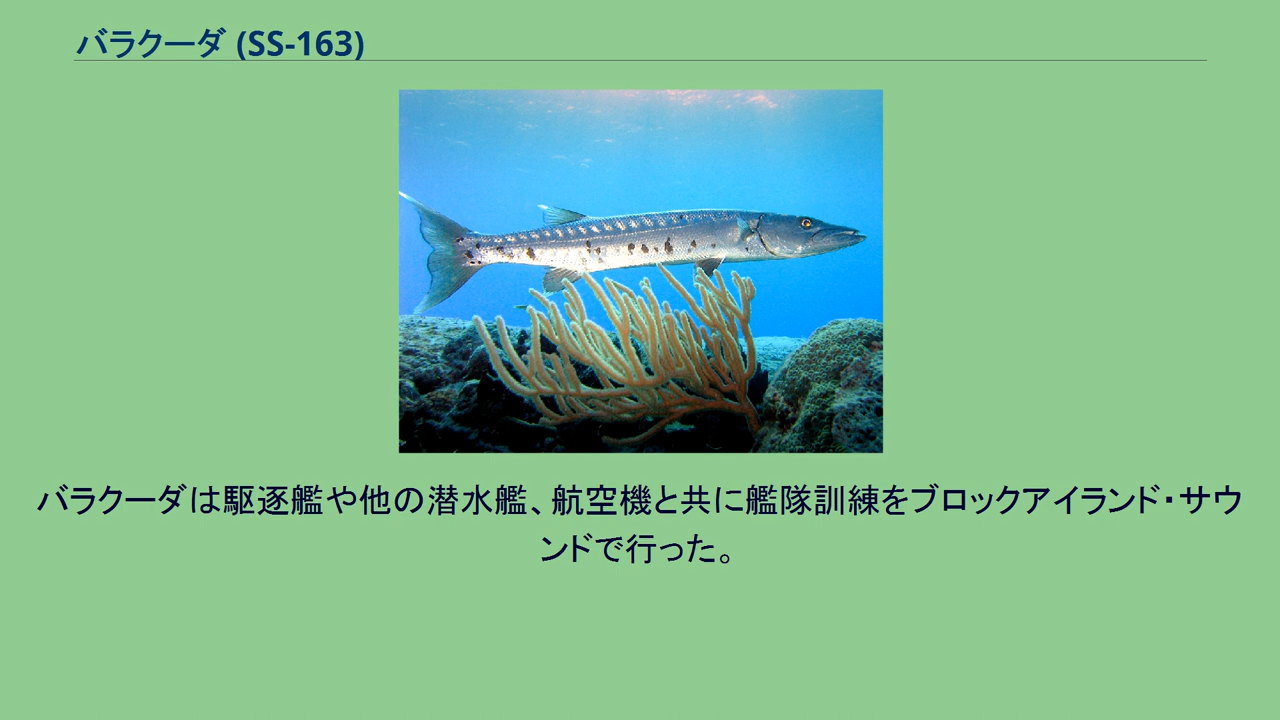 バラクーダ (SS-163)
バラクーダは駆逐艦や他の潜水艦、航空機と共に艦隊訓練をブロックアイランド・サウ
ンドで行った。